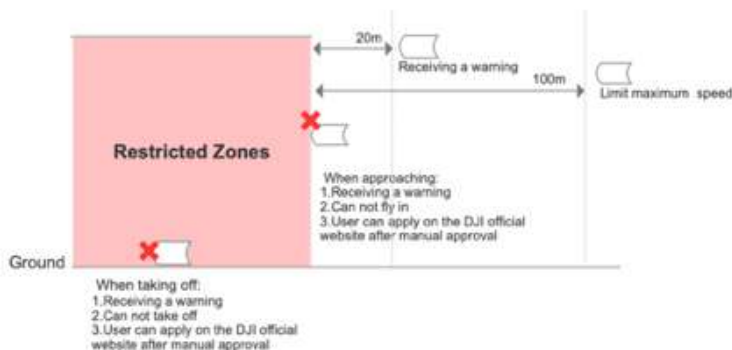 20m
Receiving a warning
100m
Limit maximum speed
Restricted Zones
When approaching:
1.Receiving a warning
2.Can not fly in
3.User can apply on the DJI official
website after manual approval
Ground
When taking off:
1.Receiving a warning
2.Can not take off
3.User can apply on the DJI official
website after manual approval